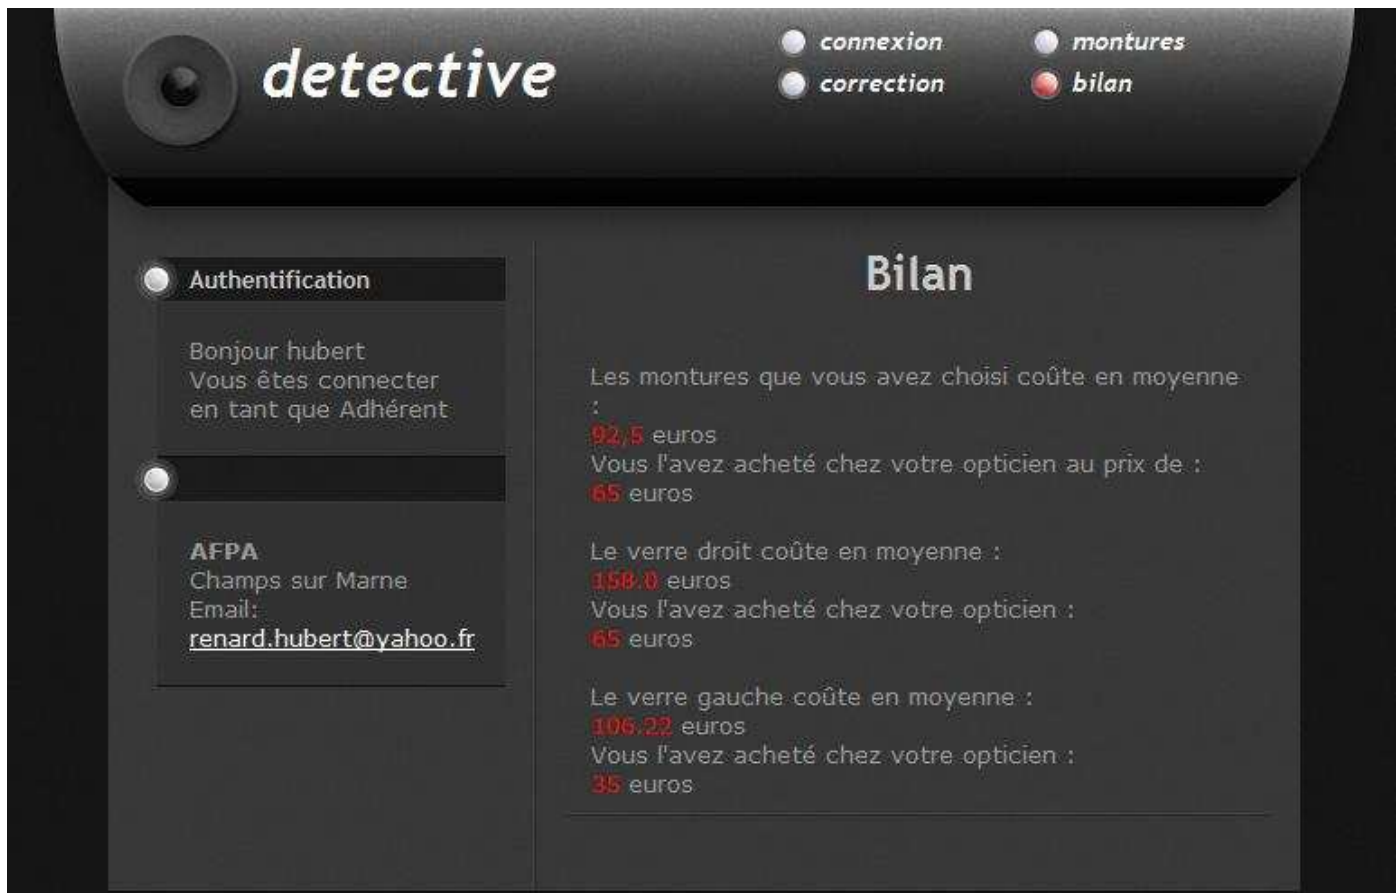 detective
connexion
montures
correction
bilan
Authentification
Bonjour hubert
Vous êtes connecter
en tant que Adhérent
AFPA
Champs sur Marne
Email:
renard.hubert@yahoo.fr
Bilan
Les montures que vous avez choisi coûte en moyenne
:
92,5 euros
Vous l'avez acheté chez votre opticien au prix de :
65 euros
Le verre droit coûte en moyenne :
158.0 euros
Vous l'avez acheté chez votre opticien :
65 euros
Le verre gauche coûte en moyenne :
106.22 euros
Vous l'avez acheté chez votre opticien :
35 euros